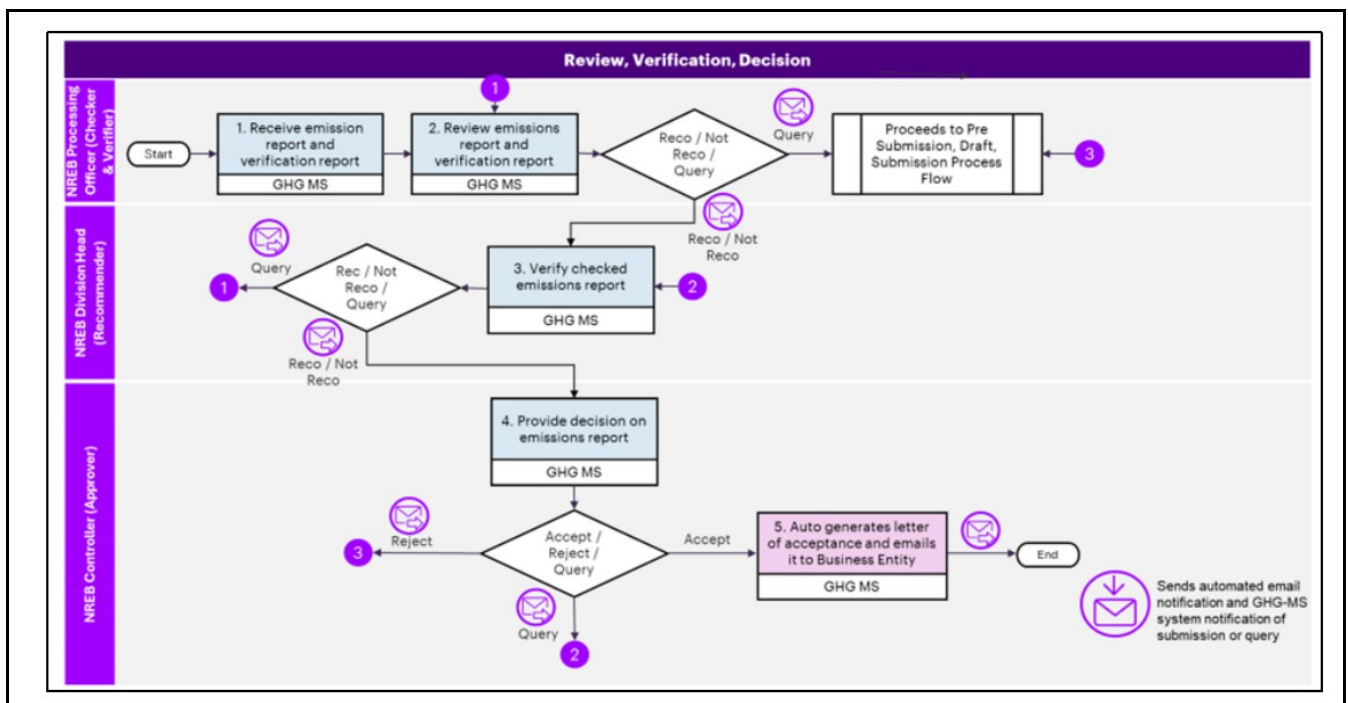 Review, Verification, Decision
NREB Processing
Officer (Checker
& Verifier)
Start
1. Receive emission
report and
verification report
GHG MS
1
2. Review emissions
report and
verification report
GHG MS
Reco / Not
Reco /
Query
Query
Proceeds to Pre
Submission, Draft,
Submission Process
Flow
3
Reco / Not
Reco
NREB Division Head
(Recommender)
Query
1
Rec / Not
Reco /
Query
3. Verify checked
emissions report
GHG MS
2
Reco / Not
Reco
NREB Controller (Approver)
4. Provide decision on
emissions report
GHG MS
Reject
3
Accept /
Reject /
Query
Accept
5. Auto generates letter
of acceptance and emails
it to Business Entity
GHG MS
End
Query
2
Sends automated email
notification and GHG-MS
system notification of
submission or query